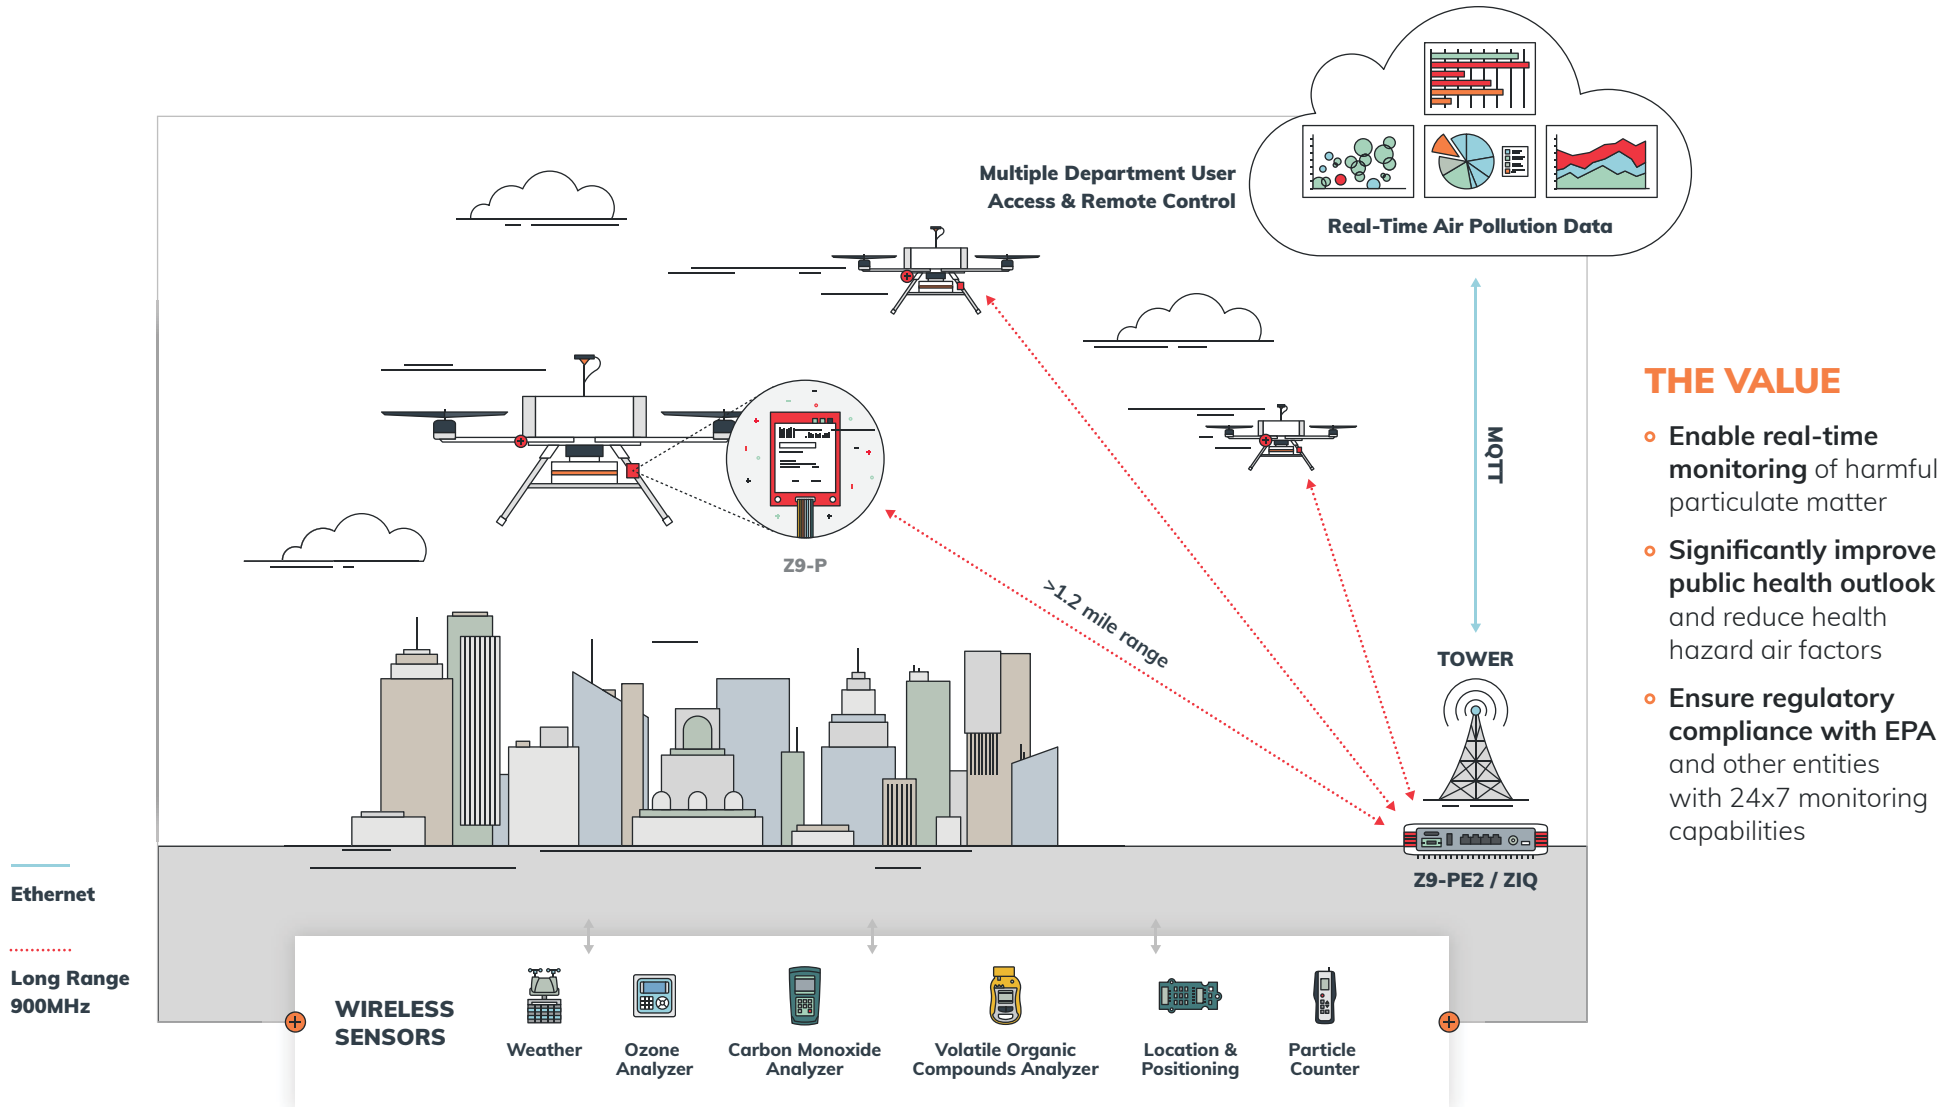 Multiple Department User
Access & Remote Control
Real-Time Air Pollution Data
MQTT
Z9-P
>1.2 mile range
TOWER
Z9-PE2 / ZIQ
THE VALUE
Enable real-time
monitoring of harmful
particulate matter
Significantly improve
public health outlook
and reduce health
hazard air factors
Ensure regulatory
compliance with EPA
and other entities
with 24x7 monitoring
capabilities
Ethernet
Long Range
900MHz
WIRELESS
SENSORS
Weather
Ozone
Analyzer
Carbon Monoxide
Analyzer
Volatile Organic
Compounds Analyzer
Location &
Positioning
Particle
Counter